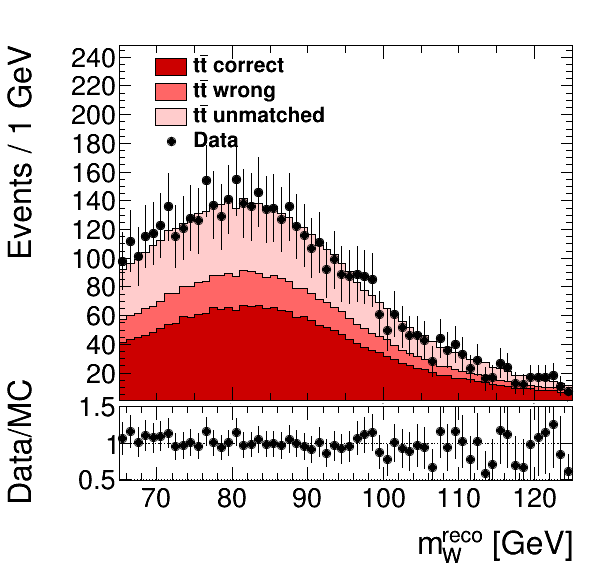 Events / 1 GeV
240
220
200
180
160
140
120
100
80
60
40
20
tt̄ correct
tt̄ wrong
tt̄ unmatched
Data
Data/MC
1.5
1
0.5
70 80 90 100 110 120
m_W^reco [GeV]